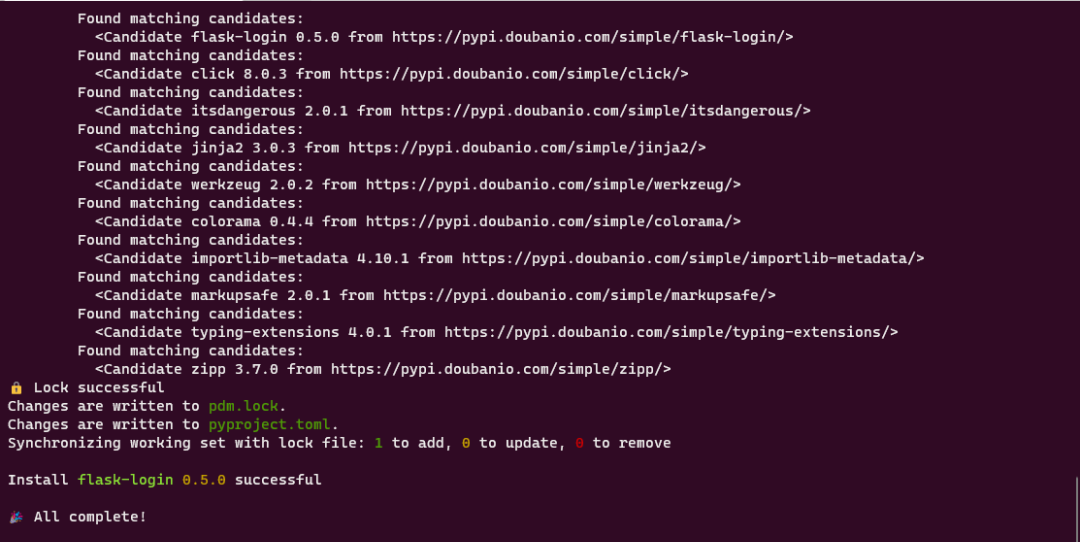 Found matching candidates:
<Candidate flask-login 0.5.0 from https://pypi.doubanio.com/simple/flask-login/>
Found matching candidates:
<Candidate click 8.0.3 from https://pypi.doubanio.com/simple/click/>
Found matching candidates:
<Candidate itsdangerous 2.0.1 from https://pypi.doubanio.com/simple/itsdangerous/>
Found matching candidates:
<Candidate jinja2 3.0.3 from https://pypi.doubanio.com/simple/jinja2/>
Found matching candidates:
<Candidate werkzeug 2.0.2 from https://pypi.doubanio.com/simple/werkzeug/>
Found matching candidates:
<Candidate colorama 0.4.4 from https://pypi.doubanio.com/simple/colorama/>
Found matching candidates:
<Candidate importlib-metadata 4.10.1 from https://pypi.doubanio.com/simple/importlib-metadata/>
Found matching candidates:
<Candidate markupsafe 2.0.1 from https://pypi.doubanio.com/simple/markupsafe/>
Found matching candidates:
<Candidate typing-extensions 4.0.1 from https://pypi.doubanio.com/simple/typing-extensions/>
Found matching candidates:
<Candidate zipp 3.7.0 from https://pypi.doubanio.com/simple/zipp/>
🔒 Lock successful
Changes are written to pdm.lock.
Changes are written to pyproject.toml.
Synchronizing working set with lock file: 1 to add, 0 to update, 0 to remove
Install flask-login 0.5.0 successful
🎉 All complete!